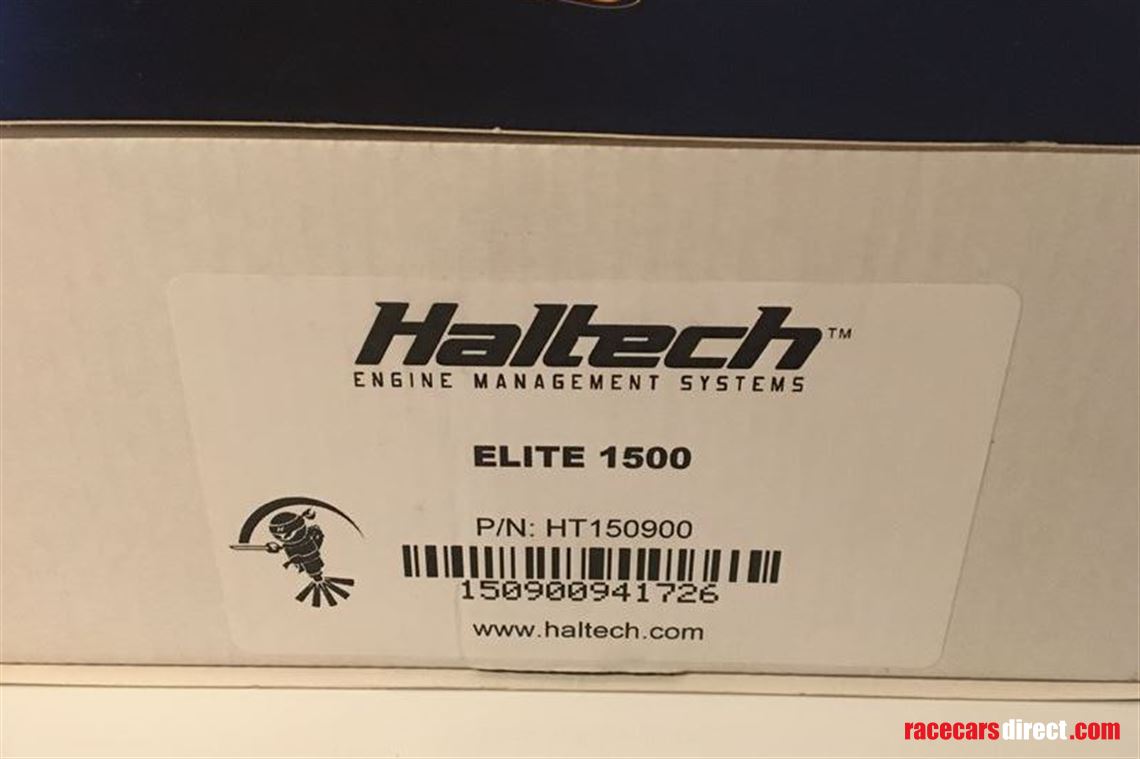 Haltech™
ENGINE MANAGEMENT SYSTEMS
ELITE 1500
P/N: HT150900
150900941726
www.haltech.com
racecarsdirect.com